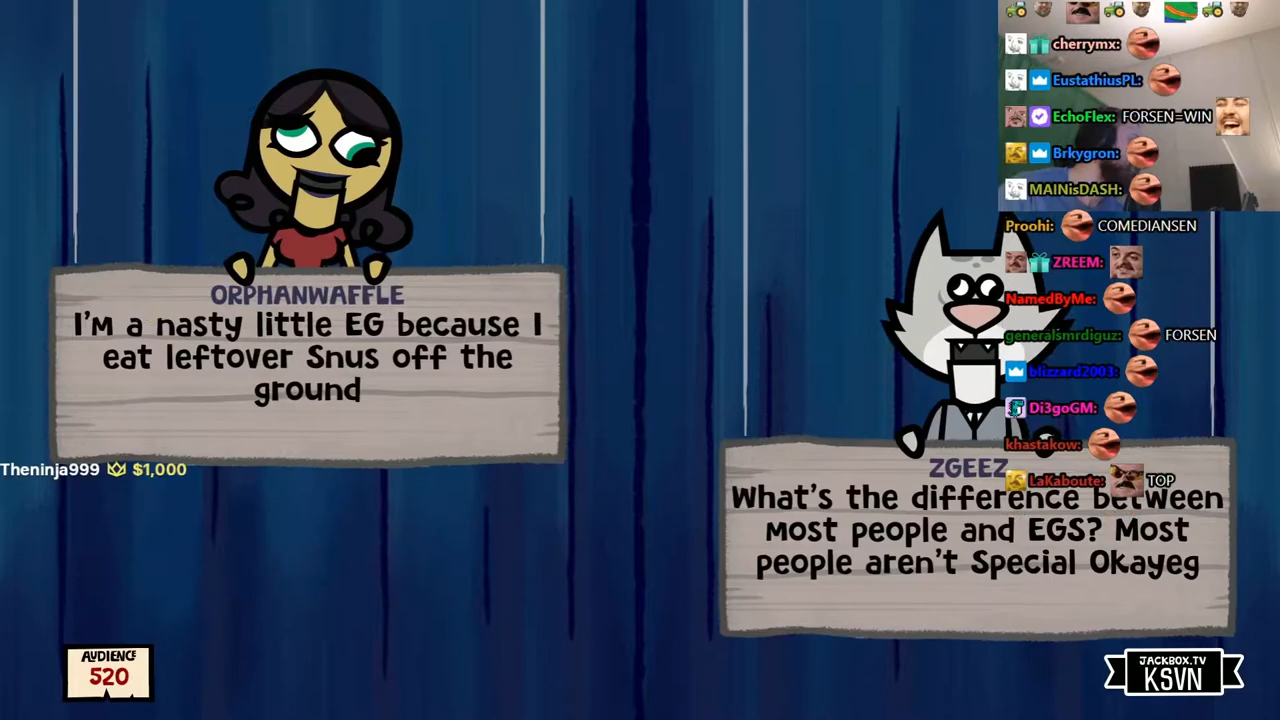 ORPHANWAFFLE
I'M a nasty little EG because I
eat leftover Snus off the
ground
Theninja999 $1,000
cherrymx:
EustathiusPL:
EchoFlex: FORSEN=WIN
Brkygron:
MAINisDASH:
Proohi: COMEDIANSEN
ZREEM:
NamedByMe:
generalsmrdiguz: FORSEN
blizzard2003:
Di3goGM:
khastakow:
LaKaboute: TOP
ZGEEZ
What's the difference between
Most people and EGS? Most
people aren't Special Okayeg
AUDIENCE
520
JACKBOX.TV
KSVN